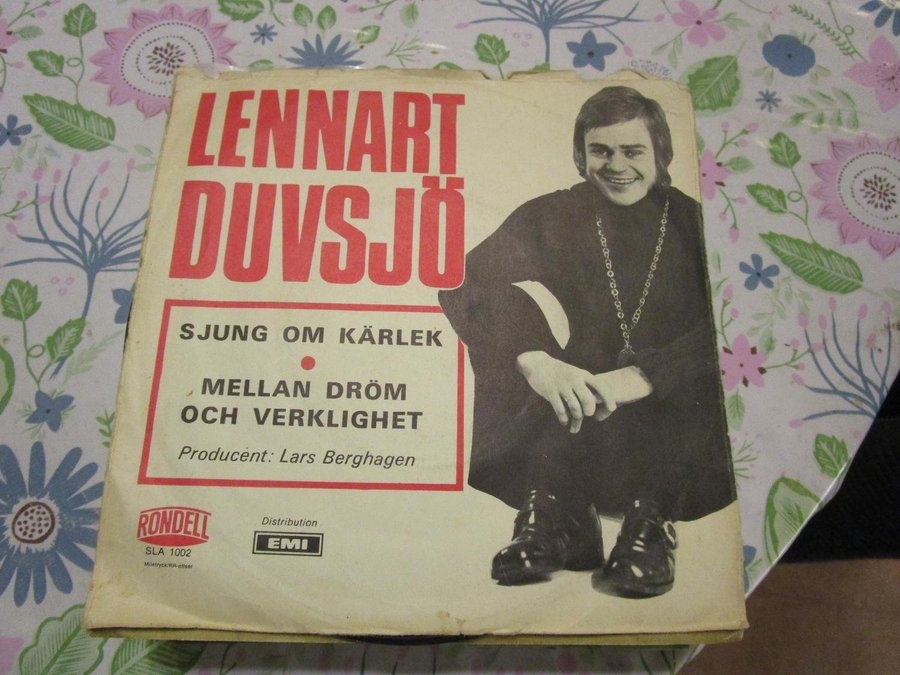 LENNART
DUVSJÖ
SJUNG OM KÄRLEK
MELLAN DRÖM
OCH VERKLIGHET
Producent: Lars Berghagen
RONDELL
SLA 1002
Distribution
EMI